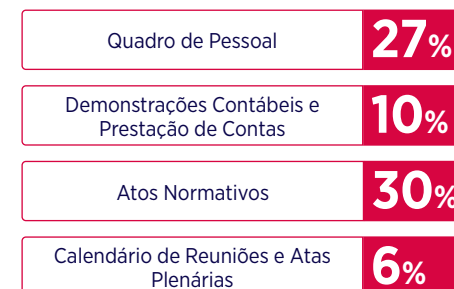 Quadro de Pessoal
27%
Demonstrações Contábeis e
Prestação de Contas
10%
Atos Normativos
30%
Calendário de Reuniões e Atas
Plenárias
6%